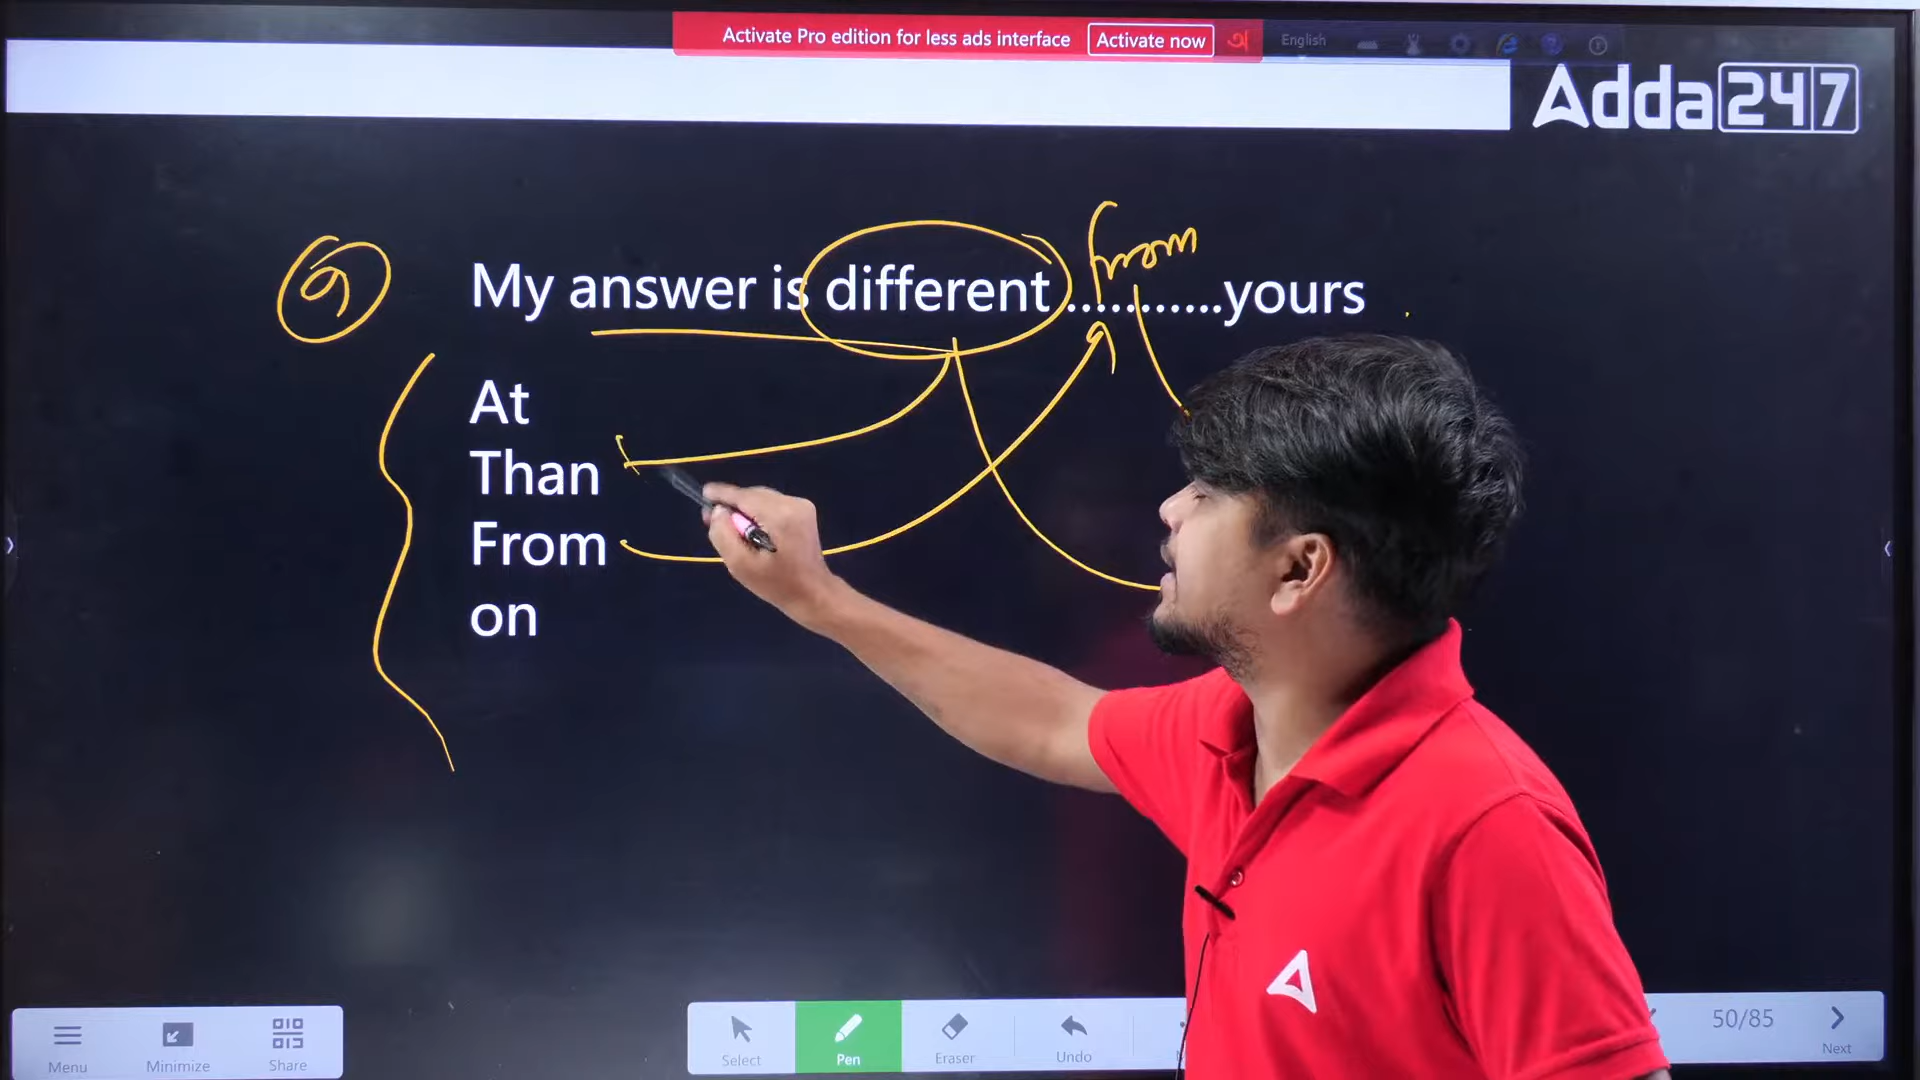 Activate Pro edition for less ads interface Activate now অ English
Adda247
from
My answer is different ...........yours
At
Than
From
on
Menu Minimize Share Select Pen Eraser Undo 50/85 Next